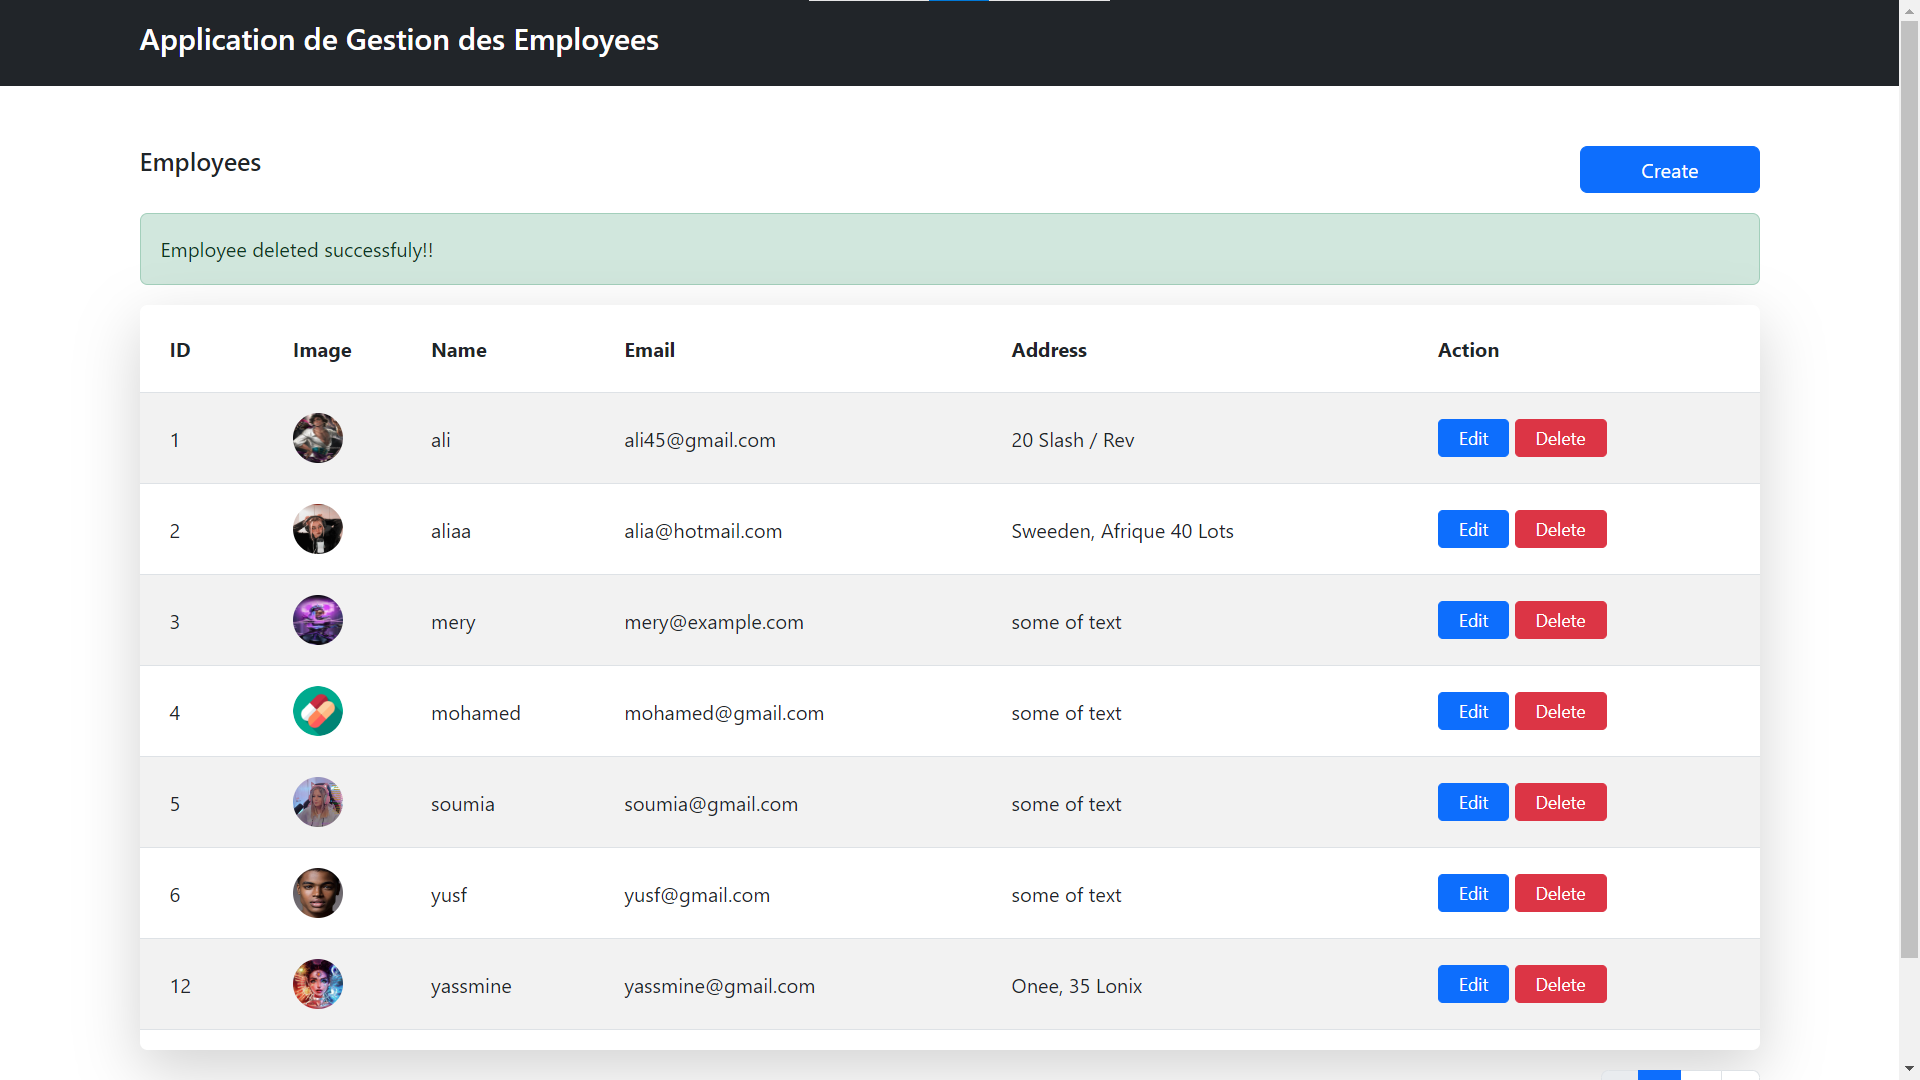 Application de Gestion des Employees
Employees
Create
Employee deleted successfuly!!
ID Image Name Email Address Action
1 ali ali45@gmail.com 20 Slash / Rev Edit Delete
2 aliaa alia@hotmail.com Sweeden, Afrique 40 Lots Edit Delete
3 mery mery@example.com some of text Edit Delete
4 mohamed mohamed@gmail.com some of text Edit Delete
5 soumia soumia@gmail.com some of text Edit Delete
6 yusf yusf@gmail.com some of text Edit Delete
12 yassmine yassmine@gmail.com Onee, 35 Lonix Edit Delete